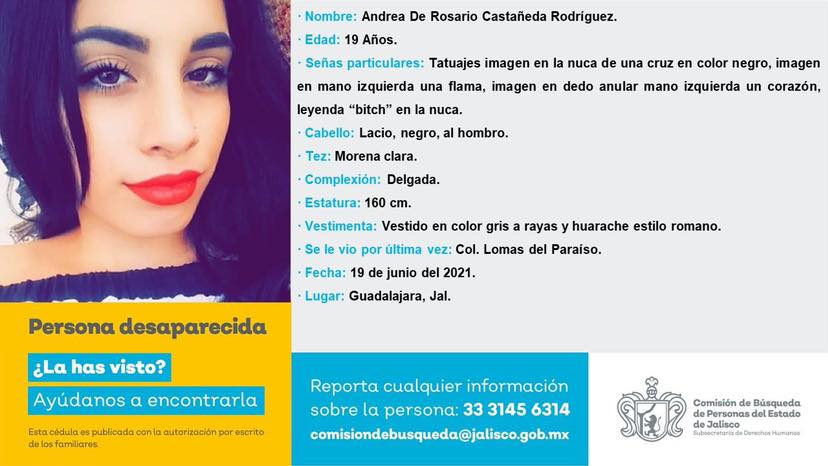 · Nombre: Andrea De Rosario Castañeda Rodríguez.
· Edad: 19 Años.
· Señas particulares: Tatuajes imagen en la nuca de una cruz en color negro, imagen
en mano izquierda una flama, imagen en dedo anular mano izquierda un corazón,
leyenda “bitch” en la nuca.
· Cabello: Lacio, negro, al hombro.
· Tez: Morena clara.
· Complexión: Delgada.
· Estatura: 160 cm.
· Vestimenta: Vestido en color gris a rayas y huarache estilo romano.
· Se le vio por última vez: Col. Lomas del Paraíso.
· Fecha: 19 de junio del 2021.
· Lugar: Guadalajara, Jal.
Persona desaparecida
¿La has visto?
Ayúdanos a encontrarla
Esta cédula es publicada con la autorización por escrito
de los familiares.
Reporta cualquier información
sobre la persona: 33 3145 6314
comisiondebusqueda@jalisco.gob.mx
Comisión de Búsqueda
de Personas del Estado
de Jalisco
Subsecretaría de Derechos Humanos